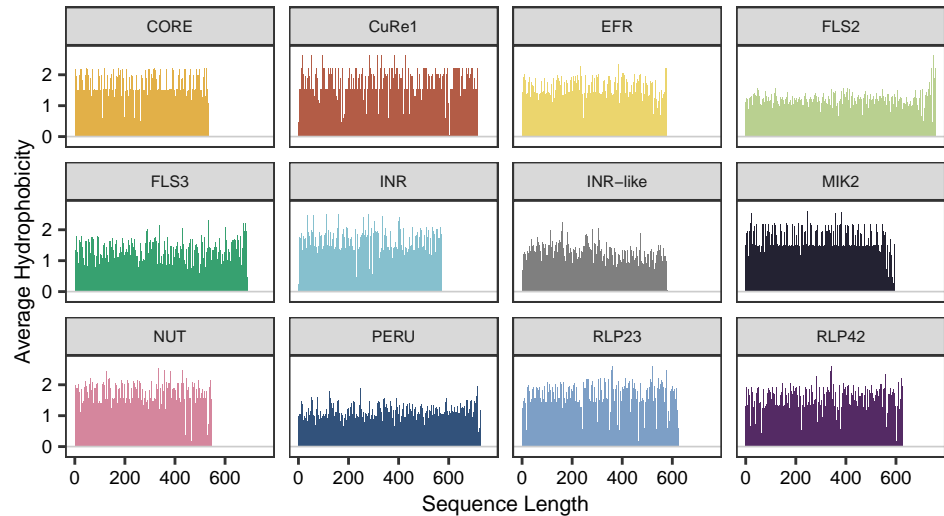 CORE CuRe1 EFR FLS2
2
1
0
FLS3 INR INR−like MIK2
2
1
0
NUT PERU RLP23 RLP42
2
1
0
0 200 400 600 0 200 400 600 0 200 400 600 0 200 400 600
Sequence Length
Average Hydrophobicity